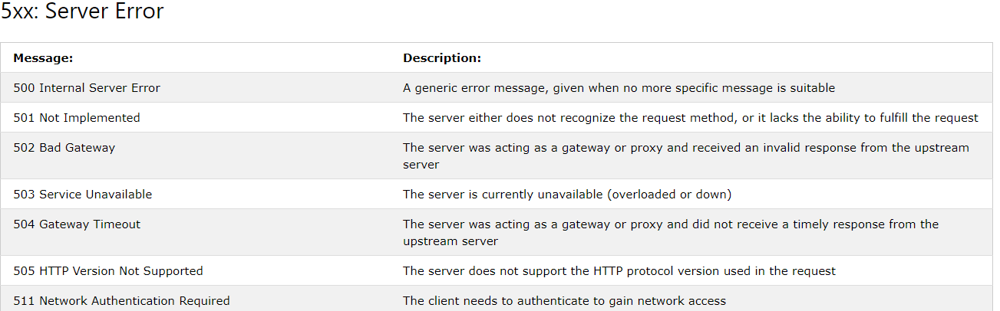 5xx: Server Error
Message: Description:
500 Internal Server Error A generic error message, given when no more specific message is suitable
501 Not Implemented The server either does not recognize the request method, or it lacks the ability to fulfill the request
502 Bad Gateway The server was acting as a gateway or proxy and received an invalid response from the upstream
server
503 Service Unavailable The server is currently unavailable (overloaded or down)
504 Gateway Timeout The server was acting as a gateway or proxy and did not receive a timely response from the
upstream server
505 HTTP Version Not Supported The server does not support the HTTP protocol version used in the request
511 Network Authentication Required The client needs to authenticate to gain network access